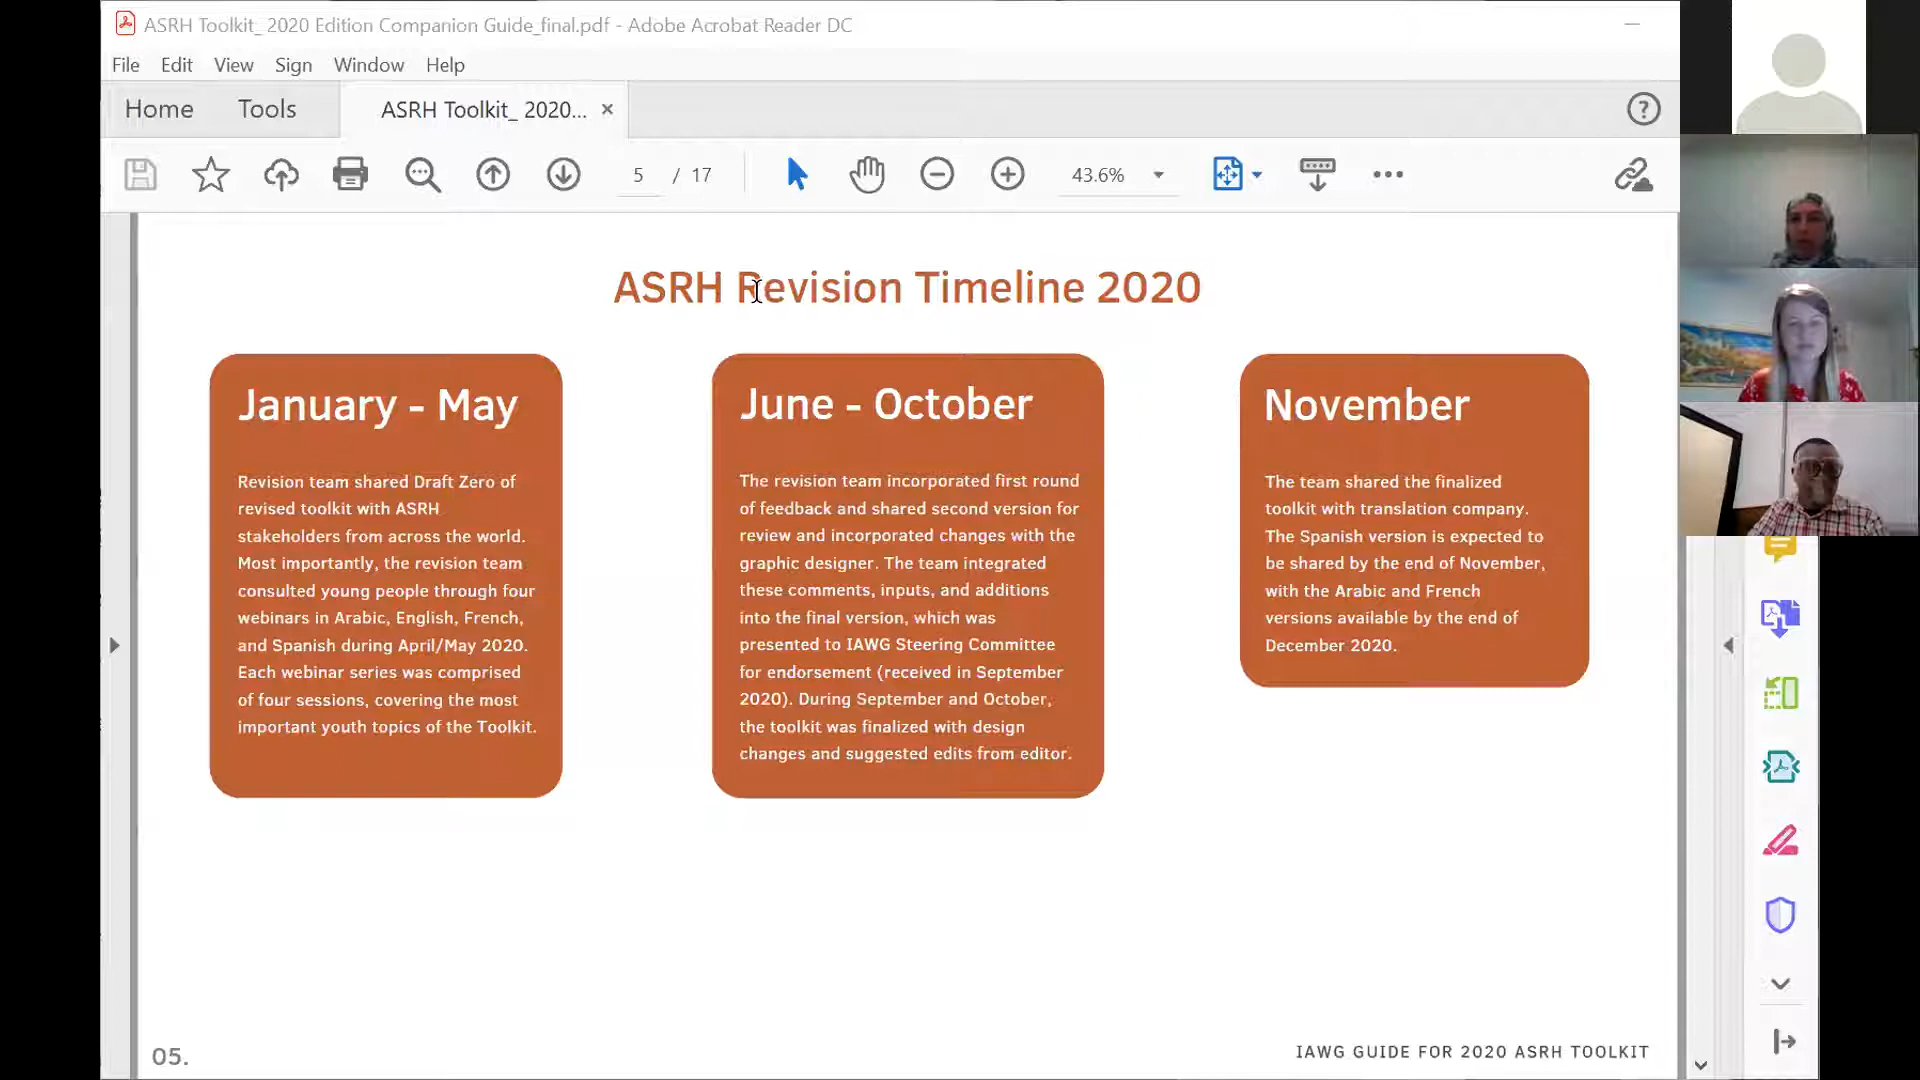 ASRH Toolkit_ 2020 Edition Companion Guide_final.pdf - Adobe Acrobat Reader DC
File Edit View Sign Window Help
Home Tools ASRH Toolkit_ 2020... ×
5 / 17 43.6%
ASRH Revision Timeline 2020
January - May
Revision team shared Draft Zero of
revised toolkit with ASRH
stakeholders from across the world.
Most importantly, the revision team
consulted young people through four
webinars in Arabic, English, French,
and Spanish during April/May 2020.
Each webinar series was comprised
of four sessions, covering the most
important youth topics of the Toolkit.
June - October
The revision team incorporated first round
of feedback and shared second version for
review and incorporated changes with the
graphic designer. The team integrated
these comments, inputs, and additions
into the final version, which was
presented to IAWG Steering Committee
for endorsement (received in September
2020). During September and October,
the toolkit was finalized with design
changes and suggested edits from editor.
November
The team shared the finalized
toolkit with translation company.
The Spanish version is expected to
be shared by the end of November,
with the Arabic and French
versions available by the end of
December 2020.
05.
IAWG GUIDE FOR 2020 ASRH TOOLKIT